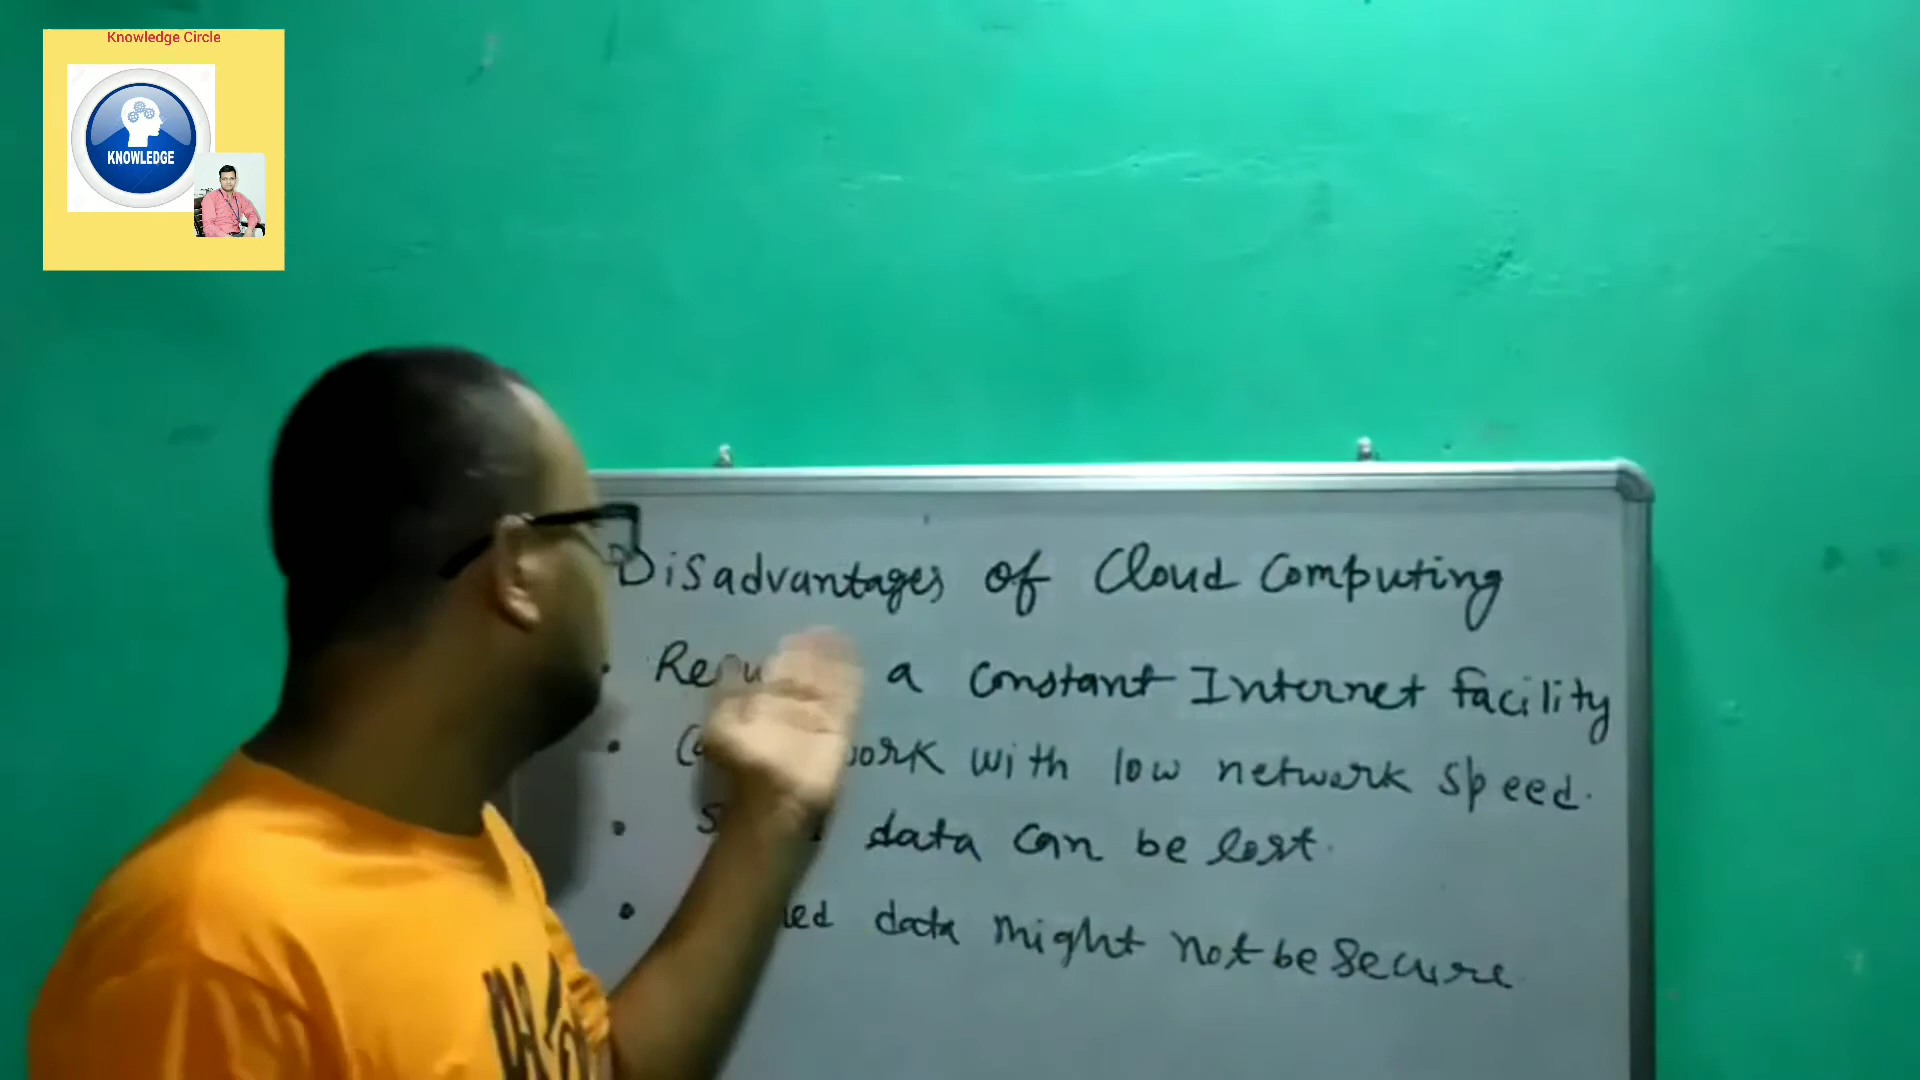 Knowledge Circle
KNOWLEDGE
Disadvantages of Cloud Computing
a constant Internet facility
work with low network speed.
data can be lost.
data might not be secure